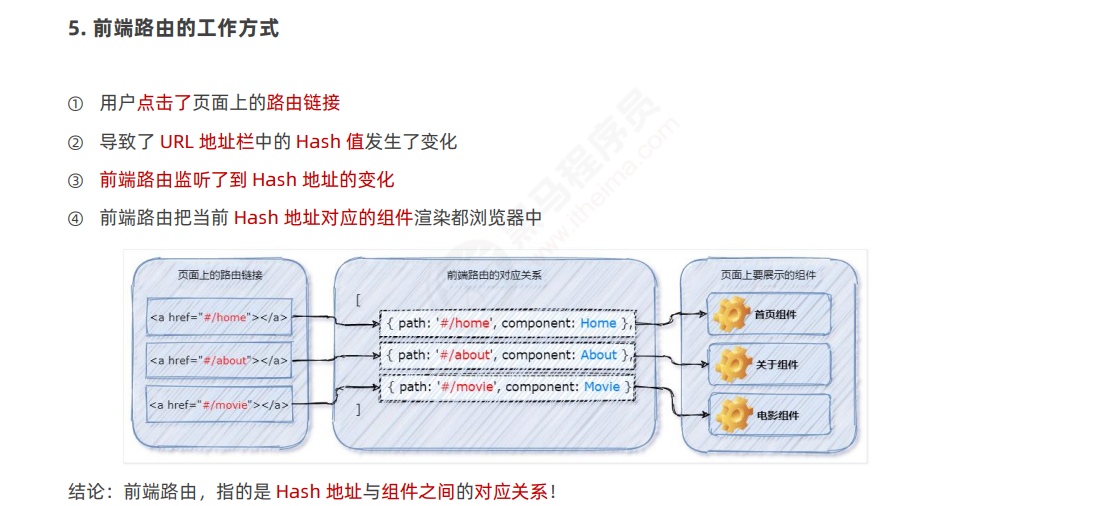 5. 前端路由的工作方式
① 用户点击了页面上的路由链接
② 导致了 URL 地址栏中的 Hash 值发生了变化
③ 前端路由监听了到 Hash 地址的变化
④ 前端路由把当前 Hash 地址对应的组件渲染都浏览器中
页面上的路由链接
<a href="#/home"></a>
<a href="#/about"></a>
<a href="#/movie"></a>
前端路由的对应关系
[
{ path: '#/home', component: Home },
{ path: '#/about', component: About },
{ path: '#/movie', component: Movie }
]
页面上要展示的组件
首页组件
关于组件
电影组件
结论：前端路由，指的是 Hash 地址与组件之间的对应关系！
黑马程序员
www.itheima.com